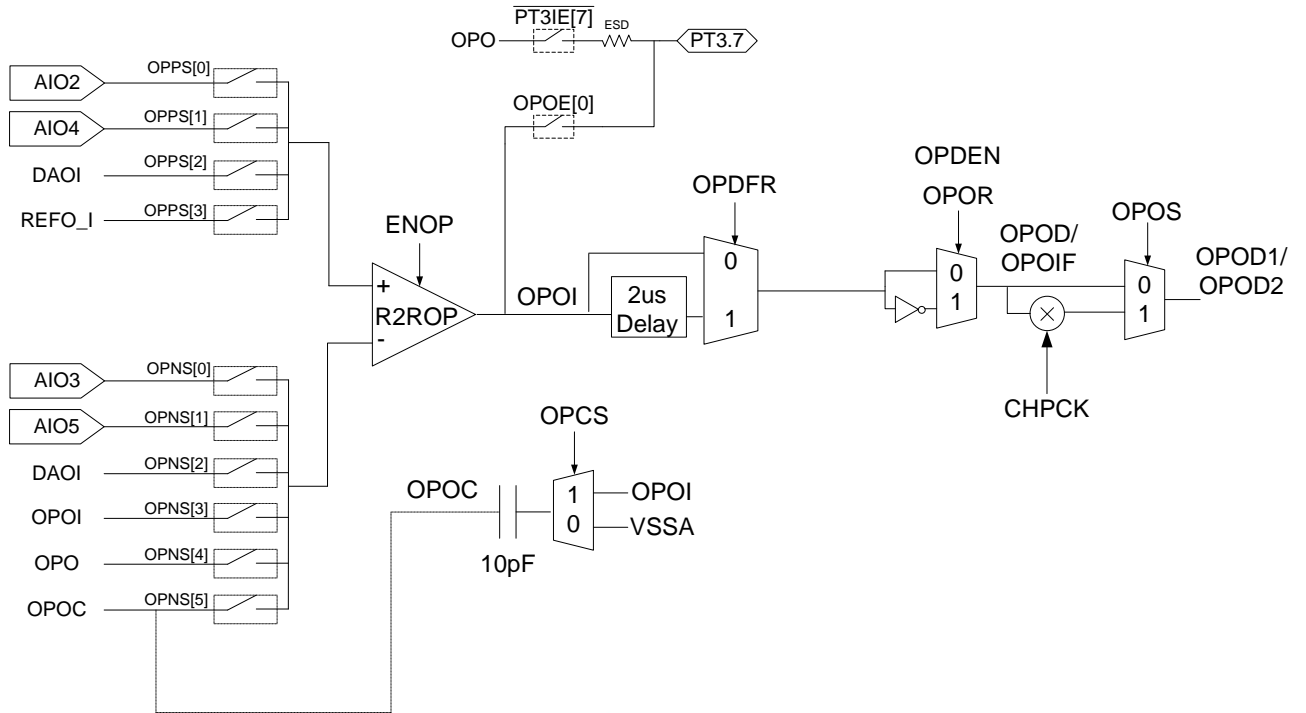 PT3IE[7]
ESD
OPO
PT3.7
OPPS[0]
AIO2
OPOE[0]
OPPS[1]
AIO4
OPPS[2]
DAOI
OPDEN
OPDFR
OPOR
OPPS[3]
REFO_I
ENOP
OPOD/
OPOIF
OPOS
OPOD1/
OPOD2
0
0
0
+
R2ROP
-
OPOI
2us
Delay
1
1
1
OPNS[0]
AIO3
CHPCK
OPNS[1]
AIO5
OPCS
OPNS[2]
DAOI
OPOC
1
OPOI
OPNS[3]
OPOI
0
VSSA
OPNS[4]
OPO
10pF
OPNS[5]
OPOC